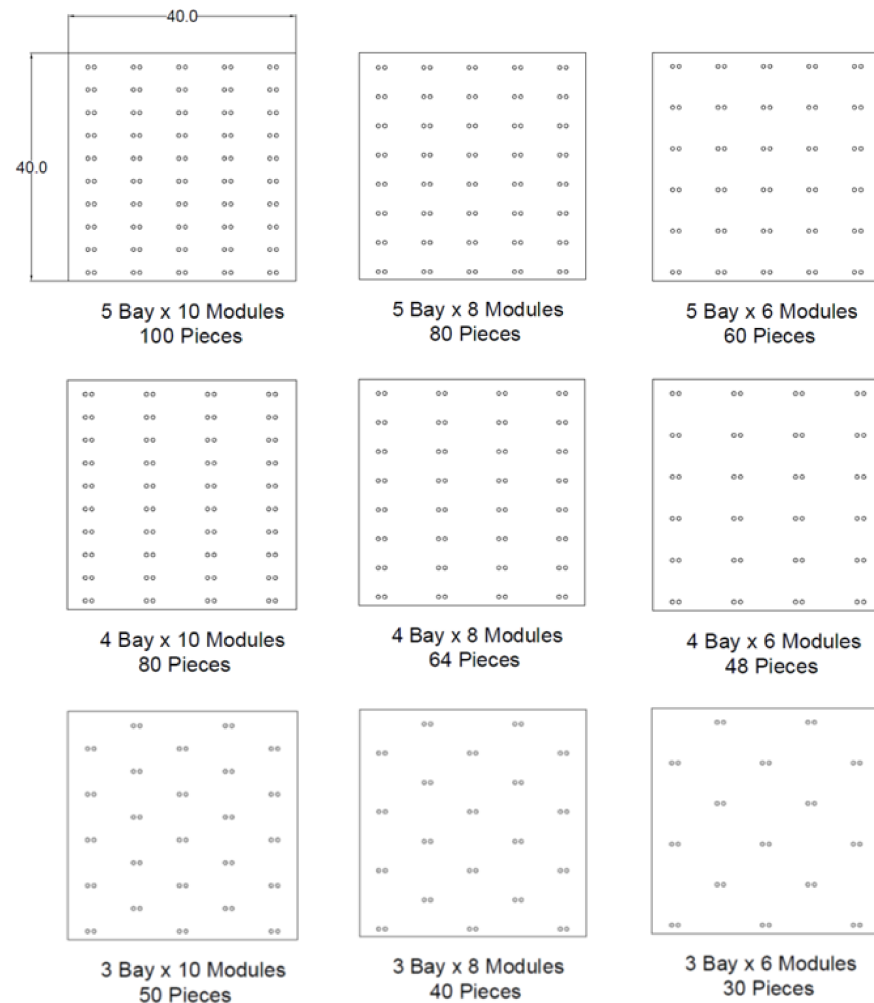 40.0
40.0
5 Bay x 10 Modules
100 Pieces
5 Bay x 8 Modules
80 Pieces
5 Bay x 6 Modules
60 Pieces
4 Bay x 10 Modules
80 Pieces
4 Bay x 8 Modules
64 Pieces
4 Bay x 6 Modules
48 Pieces
3 Bay x 10 Modules
50 Pieces
3 Bay x 8 Modules
40 Pieces
3 Bay x 6 Modules
30 Pieces